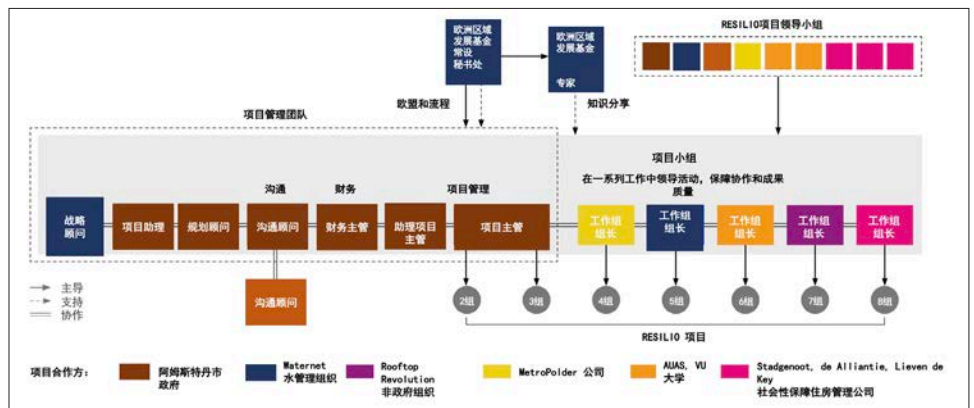 欧洲区域
发展基金
常设
秘书处
欧洲区域
发展基金
专家
RESILIO项目领导小组
欧盟和流程
知识分享
项目管理团队
项目小组
在一系列工作中领导活动，保障协作和成果
质量
沟通
财务
项目管理
战略
顾问
项目助理
规划顾问
沟通顾问
财务主管
助理项目
主管
项目主管
工作组
组长
工作组
组长
工作组
组长
工作组
组长
工作组
组长
主导
支持
协作
沟通顾问
2组
3组
4组
5组
6组
7组
8组
RESILIO 项目
项目合作方：
阿姆斯特丹市
政府
Waternet
水管理组织
Rooftop
Revolution
非政府组织
MetroPolder 公司
AUAS, VU
大学
Stadgenoot, de Alliantie, Lieven de
Key
社会性保障住房管理公司